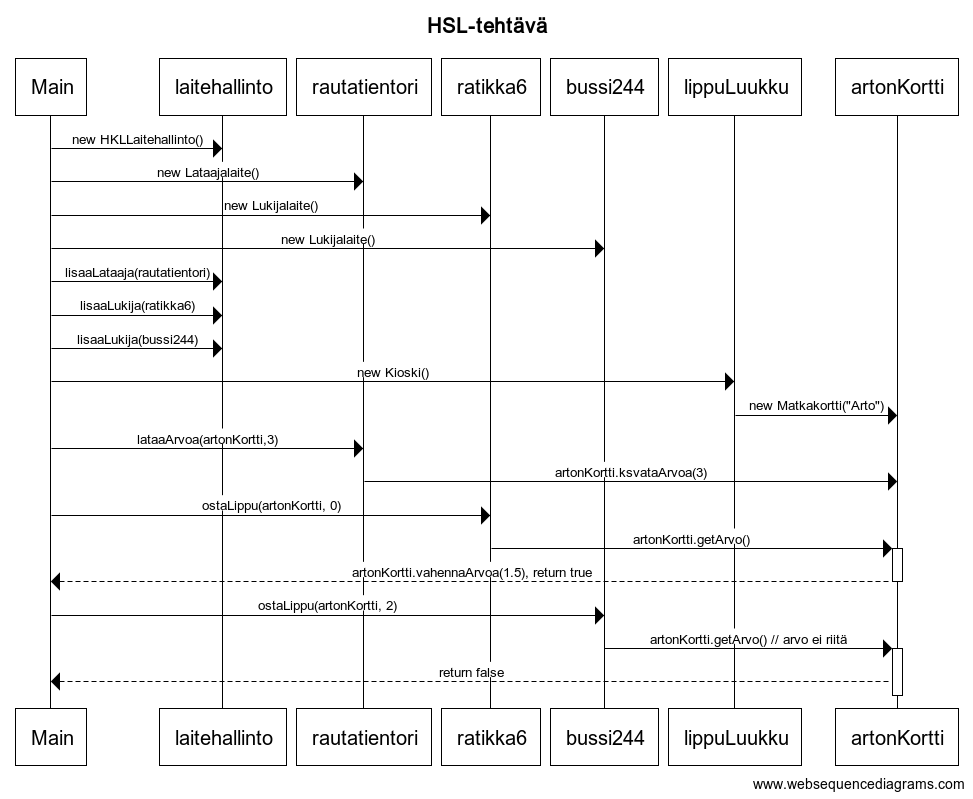 HSL-tehtävä
Main laitehallinto rautatientori ratikka6 bussi244 lippuLuukku artonKortti
new HKLLaitehallinto()
new Lataajalaite()
new Lukijalaite()
new Lukijalaite()
lisaaLataaja(rautatientori)
lisaaLukija(ratikka6)
lisaaLukija(bussi244)
new Kioski()
new Matkakortti("Arto")
lataaArvoa(artonKortti,3)
artonKortti.ksvataArvoa(3)
ostaLippu(artonKortti, 0)
artonKortti.getArvo()
artonKortti.vahennaArvoa(1.5), return true
ostaLippu(artonKortti, 2)
artonKortti.getArvo() // arvo ei riitä
return false
Main laitehallinto rautatientori ratikka6 bussi244 lippuLuukku artonKortti
www.websequencediagrams.com